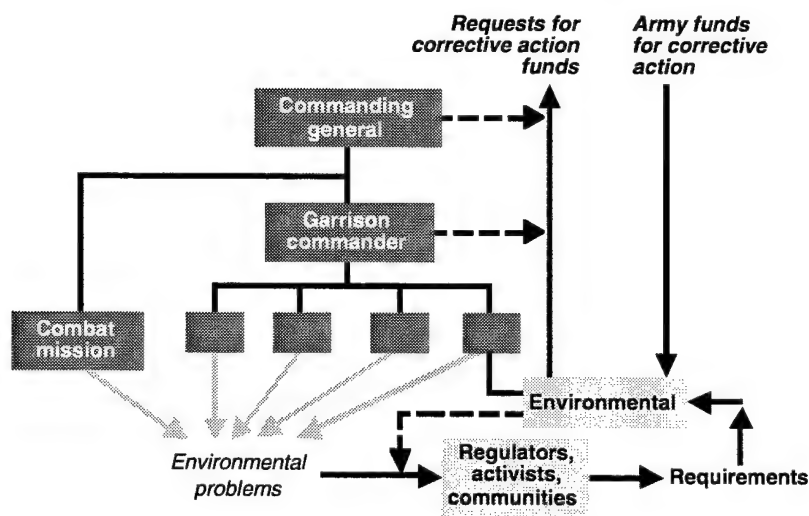 Requests for
corrective action
funds
Army funds
for corrective
action
Commanding
general
Garrison
commander
Combat
mission
Environmental
Environmental
problems
Regulators,
activists,
communities
Requirements